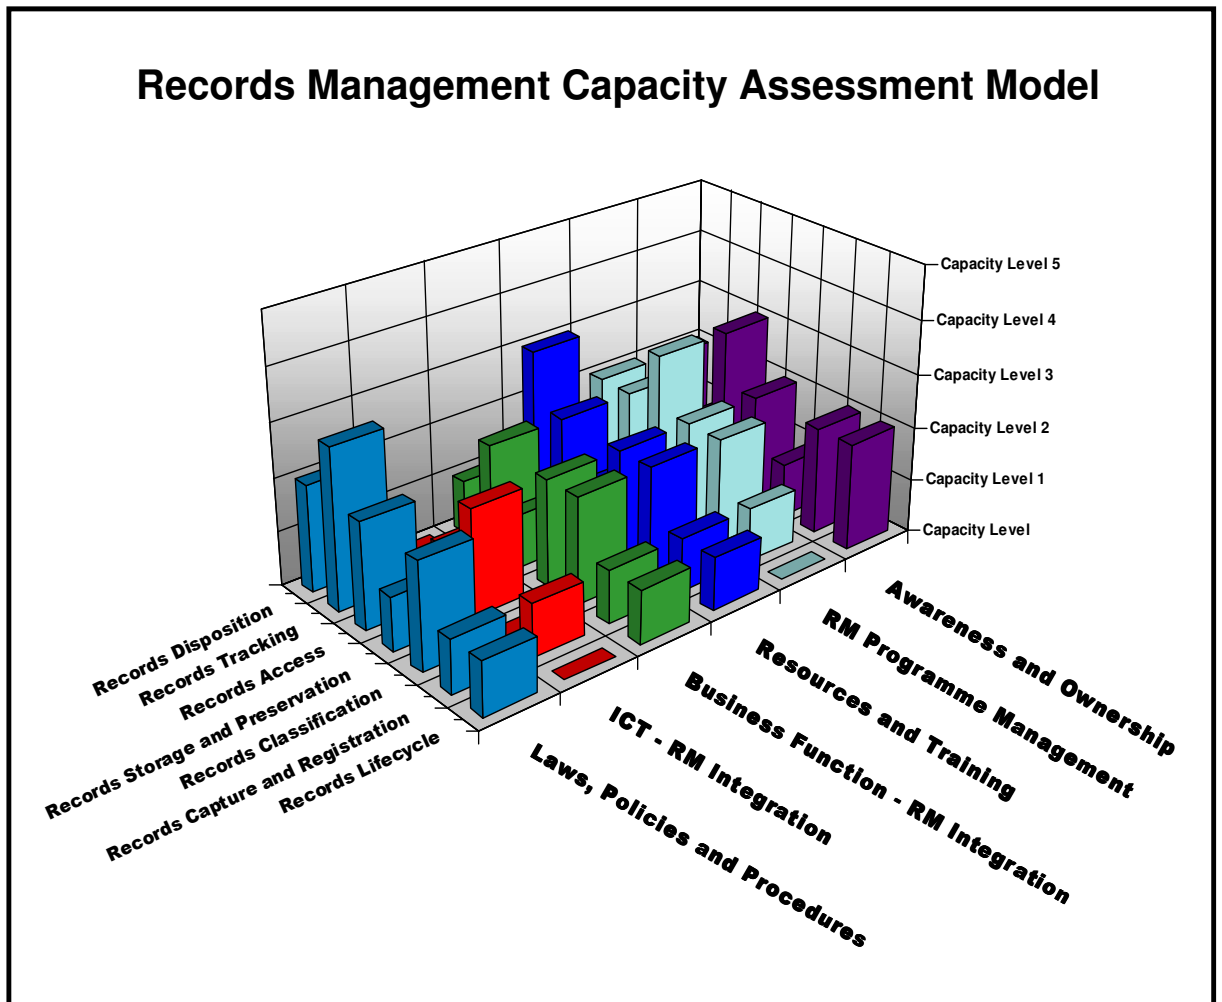 Records Management Capacity Assessment Model
Capacity Level 5
Capacity Level 4
Capacity Level 3
Capacity Level 2
Capacity Level 1
Capacity Level
Records Disposition
Records Tracking
Records Access
Records Storage and Preservation
Records Classification
Records Capture and Registration
Records Lifecycle
Awareness and Ownership
RM Programme Management
Resources and Training
Business Function - RM Integration
ICT - RM Integration
Laws, Policies and Procedures